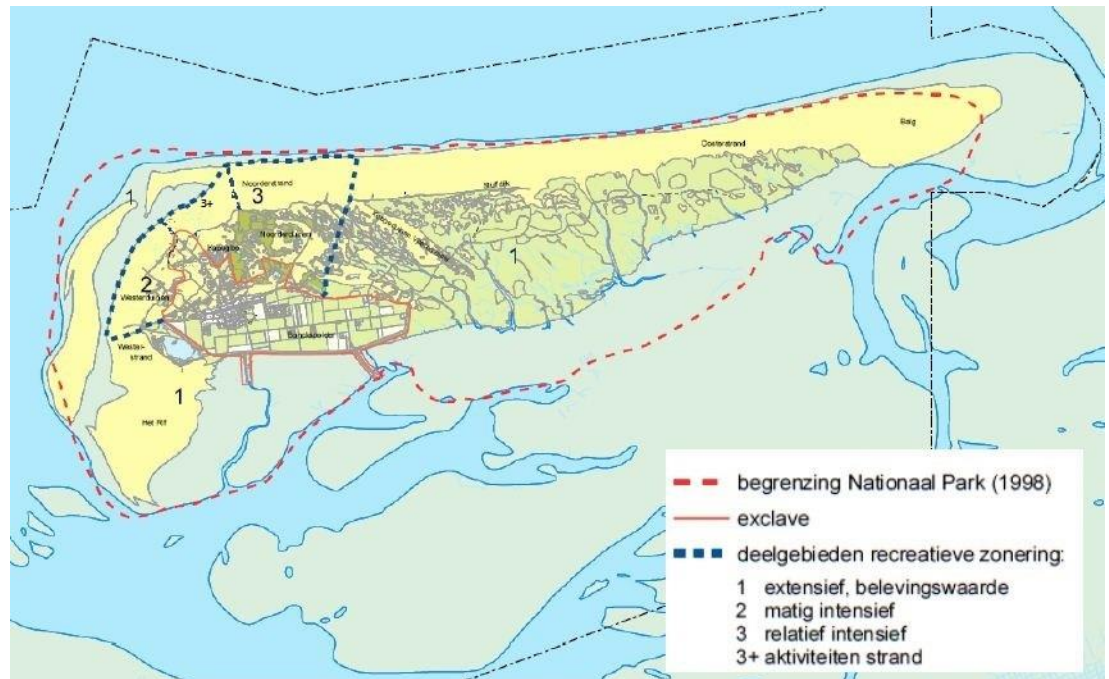 Balg
Oosterstrand
1
Noorderstrand
Stuifdijk
3+
3
Noorderduinen
1
2
Westerduinen
Banckspolder
Wester-
strand
1
Het Rif
begrenzing Nationaal Park (1998)
exclave
deelgebieden recreatieve zonering:
1 extensief, belevingswaarde
2 matig intensief
3 relatief intensief
3+ aktiviteiten strand